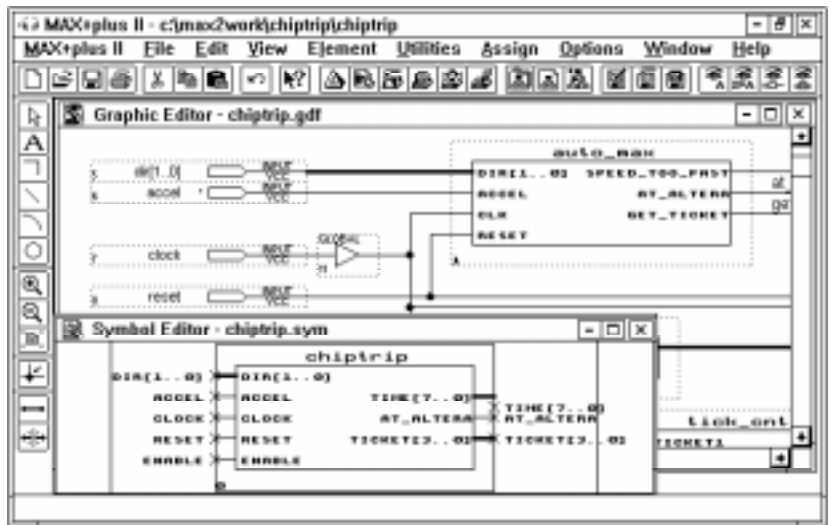 MAX+plus II - c:\max2work\chiptrip\chiptrip
MAX+plus II File Edit View Element Utilities Assign Options Window Help
Graphic Editor - chiptrip.gdf
auto_max
dir[1..0] INPUT VCC
DIR[1..0] SPEED_TOO_FAST
accel INPUT VCC
ACCEL AT_ALTERA
at
CLK GET_TICKET
ge
RESET
GLOBAL
clock INPUT VCC
reset INPUT VCC
Symbol Editor - chiptrip.sym
chiptrip
DIR[1..0] DIR[1..0]
ACCEL ACCEL TIME[7..0] TIME[7..0]
CLOCK CLOCK AT_ALTERA AT_ALTERA
RESET RESET TICKET[3..0] TICKET[3..0]
ENABLE ENABLE
tick_cnt
TICKET1